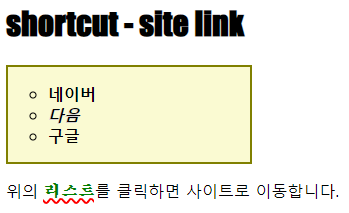 shortcut - site link
네이버
다음
구글
위의 리스트를 클릭하면 사이트로 이동합니다.